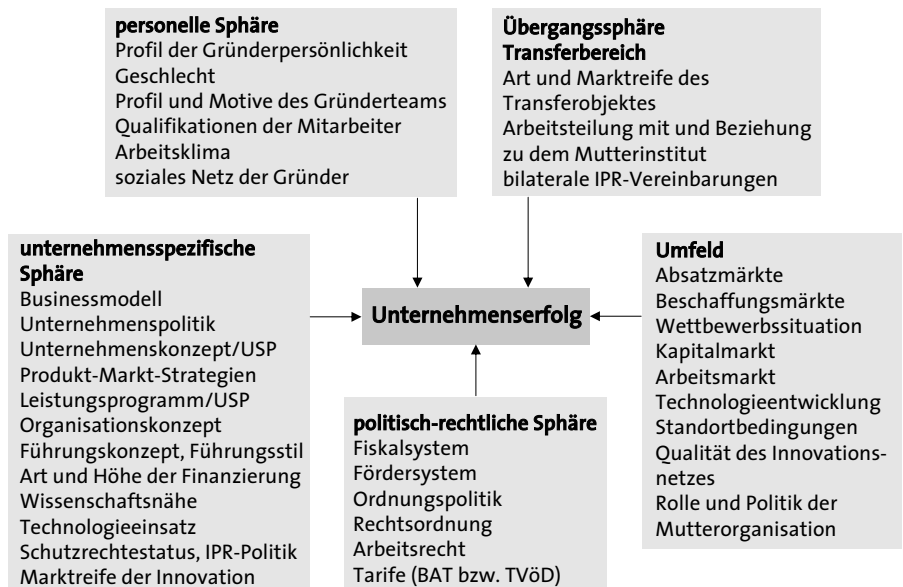 personelle Sphäre
Profil der Gründerpersönlichkeit
Geschlecht
Profil und Motive des Gründerteams
Qualifikationen der Mitarbeiter
Arbeitsklima
soziales Netz der Gründer
Übergangssphäre
Transferbereich
Art und Marktreife des
Transferobjektes
Arbeitsteilung mit und Beziehung
zu dem Mutterinstitut
bilaterale IPR-Vereinbarungen
unternehmensspezifische
Sphäre
Businessmodell
Unternehmenspolitik
Unternehmenskonzept/USP
Produkt-Markt-Strategien
Leistungsprogramm/USP
Organisationskonzept
Führungskonzept, Führungsstil
Art und Höhe der Finanzierung
Wissenschaftsnähe
Technologieeinsatz
Schutzrechtestatus, IPR-Politik
Marktreife der Innovation
Unternehmenserfolg
politisch-rechtliche Sphäre
Fiskalsystem
Fördersystem
Ordnungspolitik
Rechtsordnung
Arbeitsrecht
Tarife (BAT bzw. TVöD)
Umfeld
Absatzmärkte
Beschaffungsmärkte
Wettbewerbssituation
Kapitalmarkt
Arbeitsmarkt
Technologieentwicklung
Standortbedingungen
Qualität des Innovations-
netzes
Rolle und Politik der
Mutterorganisation